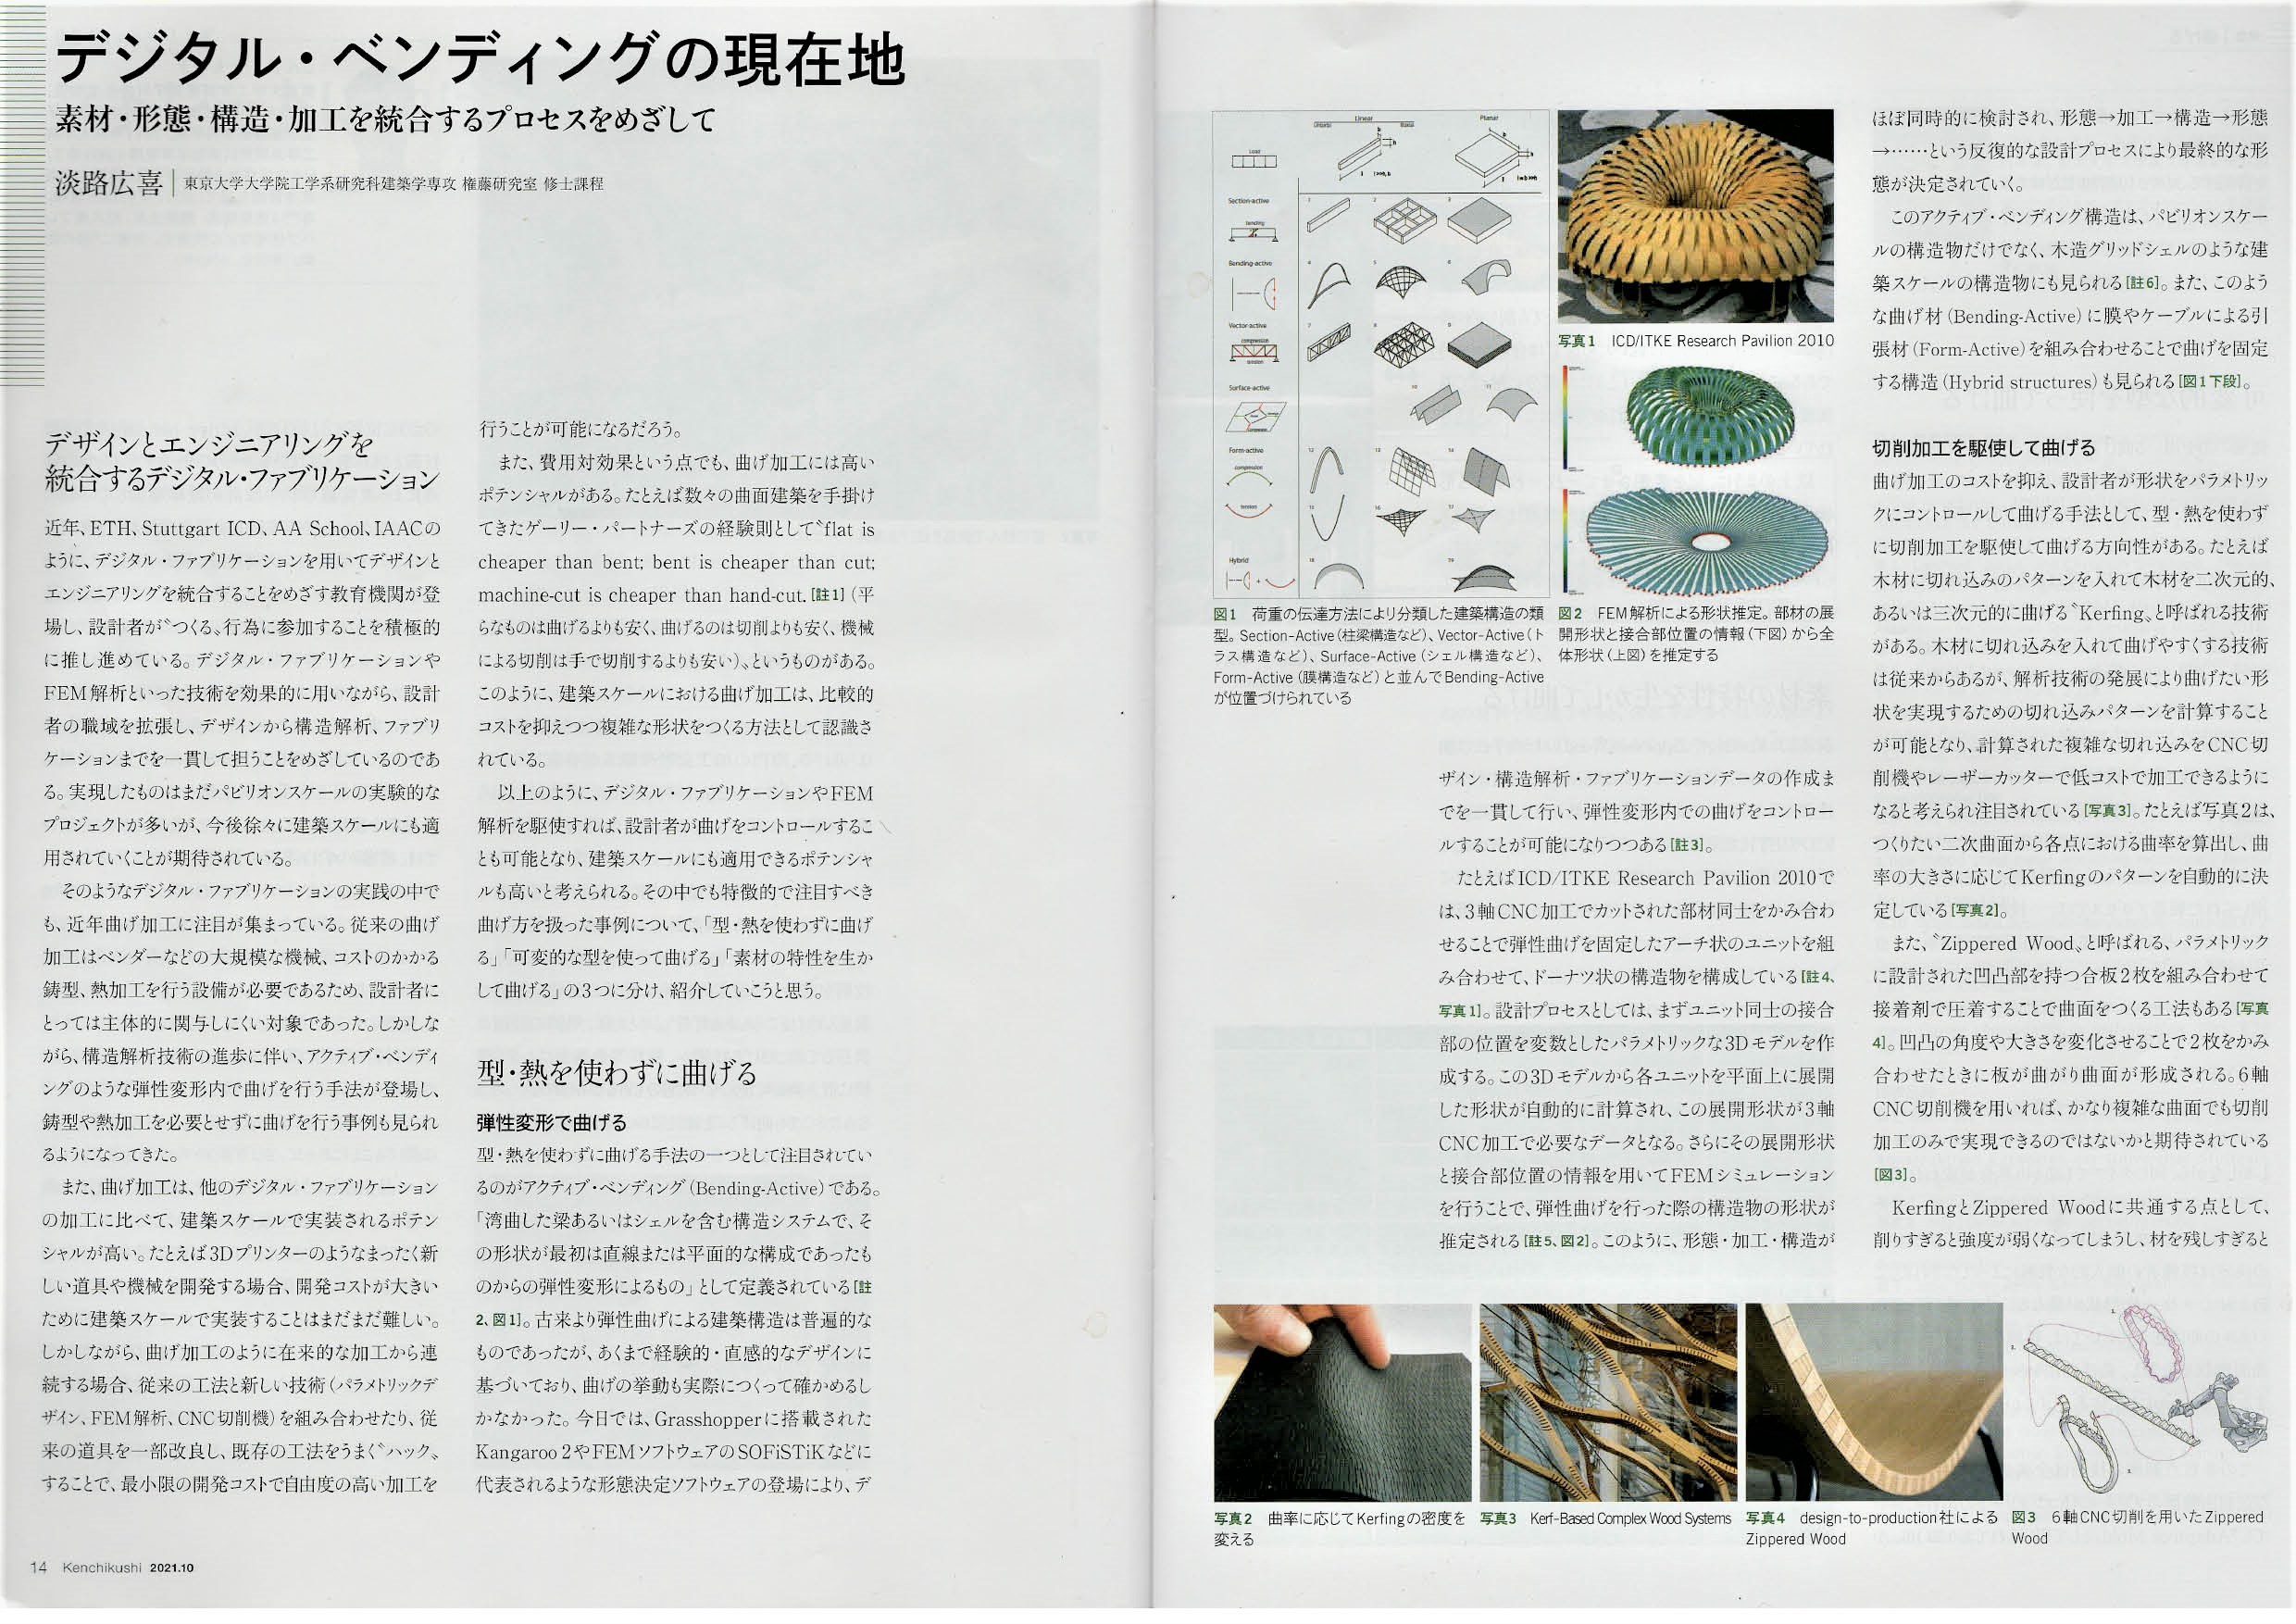 デジタル・ベンディングの現在地
素材・形態・構造・加工を統合するプロセスをめざして
淡路広喜｜東京大学大学院工学系研究科建築学専攻 権藤研究室 修士課程
デザインとエンジニアリングを
統合するデジタル・ファブリケーション
近年、ETH、Stuttgart ICD、AA School、IAACの
ように、デジタル・ファブリケーションを用いてデザインと
エンジニアリングを統合することをめざす教育機関が登
場し、設計者が〝つくる〟行為に参加することを積極的
に推し進めている。デジタル・ファブリケーションや
FEM解析といった技術を効果的に用いながら、設計
者の職域を拡張し、デザインから構造解析、ファブリ
ケーションまでを一貫して担うことをめざしているのであ
る。実現したものはまだパビリオンスケールの実験的な
プロジェクトが多いが、今後徐々に建築スケールにも適
用されていくことが期待されている。
そのようなデジタル・ファブリケーションの実践の中で
も、近年曲げ加工に注目が集まっている。従来の曲げ
加工はベンダーなどの大規模な機械、コストのかかる
鋳型、熱加工を行う設備が必要であるため、設計者に
とっては主体的に関与しにくい対象であった。しかしな
がら、構造解析技術の進歩に伴い、アクティブ・ベンディ
ングのような弾性変形内で曲げを行う手法が登場し、
鋳型や熱加工を必要とせずに曲げを行う事例も見られ
るようになってきた。
また、曲げ加工は、他のデジタル・ファブリケーション
の加工に比べて、建築スケールで実装されるポテン
シャルが高い。たとえば3Dプリンターのようなまったく新
しい道具や機械を開発する場合、開発コストが大きい
ために建築スケールで実装することはまだまだ難しい。
しかしながら、曲げ加工のように在来的な加工から連
続する場合、従来の工法と新しい技術（パラメトリックデ
ザイン、FEM解析、CNC切削機）を組み合わせたり、従
来の道具を一部改良し、既存の工法をうまく〝ハック〟
することで、最小限の開発コストで自由度の高い加工を
行うことが可能になるだろう。
また、費用対効果という点でも、曲げ加工には高い
ポテンシャルがある。たとえば数々の曲面建築を手掛け
てきたゲーリー・パートナーズの経験則として〝flat is
cheaper than bent; bent is cheaper than cut;
machine-cut is cheaper than hand-cut.［註1］（平
らなものは曲げるよりも安く、曲げるのは切削よりも安く、機械
による切削は手で切削するよりも安い）〟というものがある。
このように、建築スケールにおける曲げ加工は、比較的
コストを抑えつつ複雑な形状をつくる方法として認識さ
れている。
以上のように、デジタル・ファブリケーションやFEM
解析を駆使すれば、設計者が曲げをコントロールするこ
とも可能となり、建築スケールにも適用できるポテンシャ
ルも高いと考えられる。その中でも特徴的で注目すべき
曲げ方を扱った事例について、「型・熱を使わずに曲げ
る」「可変的な型を使って曲げる」「素材の特性を生か
して曲げる」の3つに分け、紹介していこうと思う。
型・熱を使わずに曲げる
弾性変形で曲げる
型・熱を使わずに曲げる手法の一つとして注目されてい
るのがアクティブ・ベンディング（Bending-Active）である。
「湾曲した梁あるいはシェルを含む構造システムで、そ
の形状が最初は直線または平面的な構成であったも
のからの弾性変形によるもの」として定義されている［註
2、図1］。古来より弾性曲げによる建築構造は普遍的な
ものであったが、あくまで経験的・直感的なデザインに
基づいており、曲げの挙動も実際につくって確かめるし
かなかった。今日では、Grasshopperに搭載された
Kangaroo 2やFEMソフトウェアのSOFiSTiKなどに
代表されるような形態決定ソフトウェアの登場により、デ
14 Kenchikushi 2021.10
Linear
Planar
Load
Section-active
bending
Bending-active
Vector-active
compression
tension
Surface-active
Form-active
compression
tension
Hybrid
図1　荷重の伝達方法により分類した建築構造の類
型。Section-Active（柱梁構造など）、Vector-Active（ト
ラス構造など）、Surface-Active（シェル構造など）、
Form-Active（膜構造など）と並んでBending-Active
が位置づけられている
写真1　ICD/ITKE Research Pavilion 2010
図2　FEM解析による形状推定。部材の展
開形状と接合部位置の情報（下図）から全
体形状（上図）を推定する
ザイン・構造解析・ファブリケーションデータの作成ま
でを一貫して行い、弾性変形内での曲げをコントロー
ルすることが可能になりつつある［註3］。
たとえばICD/ITKE Research Pavilion 2010で
は、3軸CNC加工でカットされた部材同士をかみ合わ
せることで弾性曲げを固定したアーチ状のユニットを組
み合わせて、ドーナツ状の構造物を構成している［註4、
写真1］。設計プロセスとしては、まずユニット同士の接合
部の位置を変数としたパラメトリックな3Dモデルを作
成する。この3Dモデルから各ユニットを平面上に展開
した形状が自動的に計算され、この展開形状が3軸
CNC加工で必要なデータとなる。さらにその展開形状
と接合部位置の情報を用いてFEMシミュレーション
を行うことで、弾性曲げを行った際の構造物の形状が
推定される［註5、図2］。このように、形態・加工・構造が
ほぼ同時的に検討され、形態→加工→構造→形態
→……という反復的な設計プロセスにより最終的な形
態が決定されていく。
このアクティブ・ベンディング構造は、パビリオンスケー
ルの構造物だけでなく、木造グリッドシェルのような建
築スケールの構造物にも見られる［註6］。また、このよう
な曲げ材（Bending-Active）に膜やケーブルによる引
張材（Form-Active）を組み合わせることで曲げを固定
する構造（Hybrid structures）も見られる［図1下段］。
切削加工を駆使して曲げる
曲げ加工のコストを抑え、設計者が形状をパラメトリッ
クにコントロールして曲げる手法として、型・熱を使わず
に切削加工を駆使して曲げる方向性がある。たとえば
木材に切れ込みのパターンを入れて木材を二次元的、
あるいは三次元的に曲げる〝Kerfing〟と呼ばれる技術
がある。木材に切れ込みを入れて曲げやすくする技術
は従来からあるが、解析技術の発展により曲げたい形
状を実現するための切れ込みパターンを計算すること
が可能となり、計算された複雑な切れ込みをCNC切
削機やレーザーカッターで低コストで加工できるように
なると考えられ注目されている［写真3］。たとえば写真2は、
つくりたい二次曲面から各点における曲率を算出し、曲
率の大きさに応じてKerfingのパターンを自動的に決
定している［写真2］。
また、〝Zippered Wood〟と呼ばれる、パラメトリック
に設計された凹凸部を持つ合板2枚を組み合わせて
接着剤で圧着することで曲面をつくる工法もある［写真
4］。凹凸の角度や大きさを変化させることで2枚をかみ
合わせたときに板が曲がり曲面が形成される。6軸
CNC切削機を用いれば、かなり複雑な曲面でも切削
加工のみで実現できるのではないかと期待されている
［図3］。
KerfingとZippered Woodに共通する点として、
削りすぎると強度が弱くなってしまうし、材を残しすぎると
写真2　曲率に応じてKerfingの密度を
変える
写真3　Kerf-Based Complex Wood Systems
写真4　design-to-production社による
Zippered Wood
図3　6軸CNC切削を用いたZippered
Wood